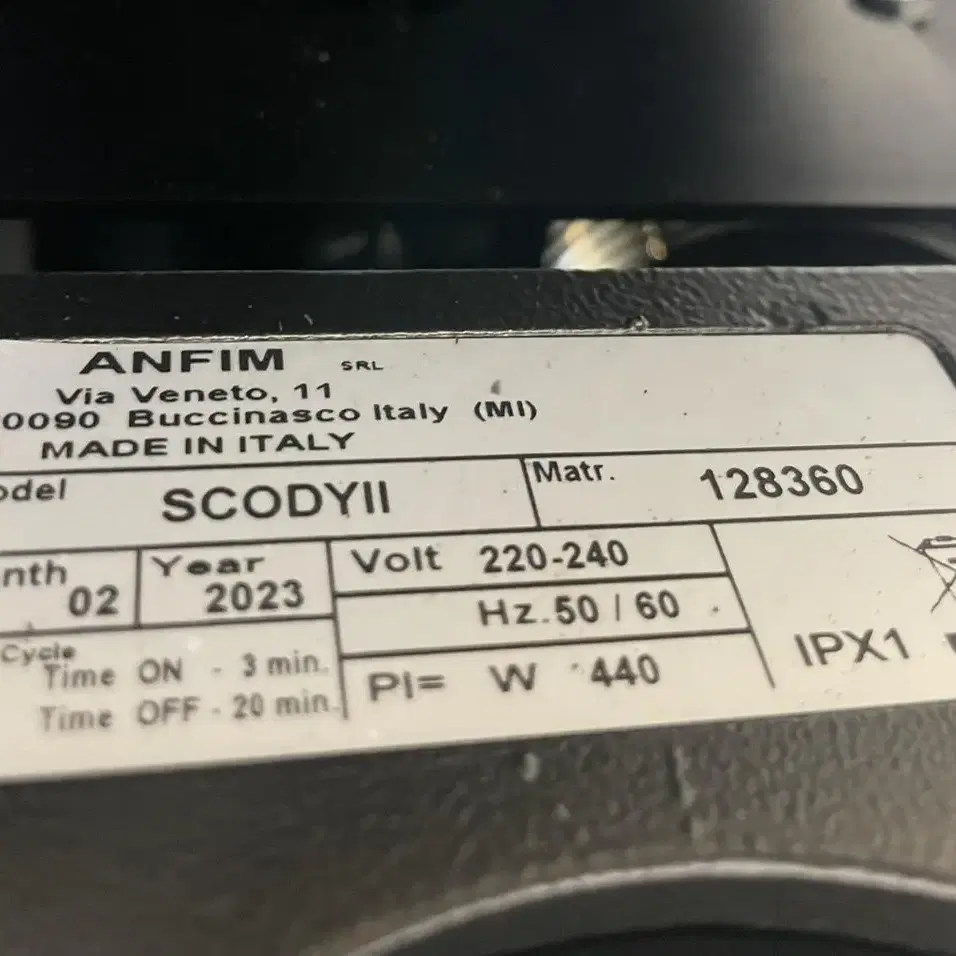 ANFIM SRL
Via Veneto, 11
0090 Buccinasco Italy (MI)
MADE IN ITALY
odel SCODYII Matr. 128360
nth 02 Year 2023 Volt 220-240
Hz. 50 / 60
Cycle
Time ON - 3 min.
Time OFF - 20 min.
PI= W 440
IPX1